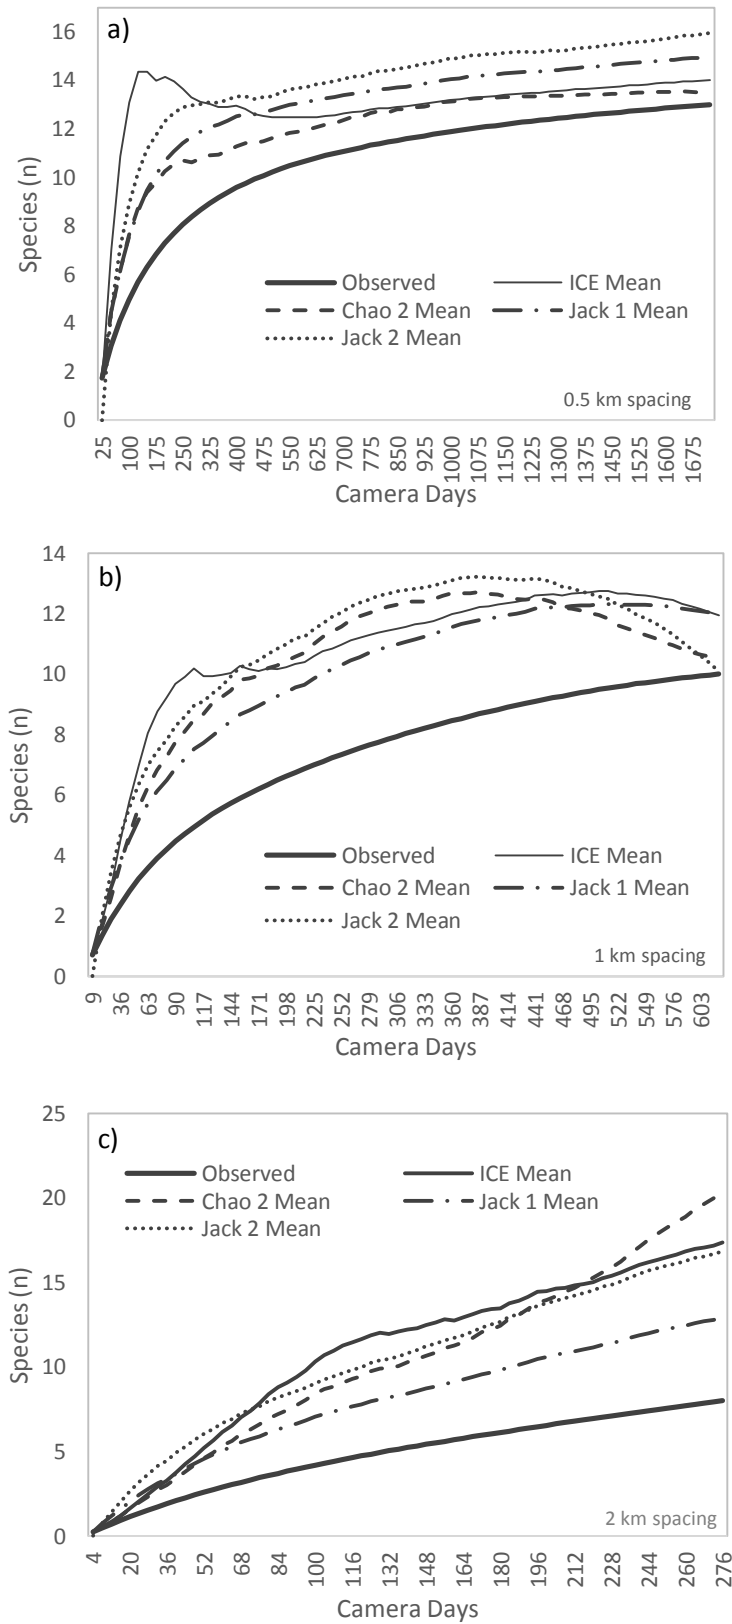 a)
Species (n)
16
14
12
10
8
6
4
2
0
Observed
ICE Mean
Chao 2 Mean
Jack 1 Mean
Jack 2 Mean
0.5 km spacing
25 100 175 250 325 400 475 550 625 700 775 850 925 1000 1075 1150 1225 1300 1375 1450 1525 1600 1675
Camera Days
b)
Species (n)
14
12
10
8
6
4
2
0
Observed
ICE Mean
Chao 2 Mean
Jack 1 Mean
Jack 2 Mean
1 km spacing
9 36 63 90 117 144 171 198 225 252 279 306 333 360 387 414 441 468 495 522 549 576 603
Camera Days
c)
Species (n)
25
20
15
10
5
0
Observed
ICE Mean
Chao 2 Mean
Jack 1 Mean
Jack 2 Mean
2 km spacing
4 20 36 52 68 84 100 116 132 148 164 180 196 212 228 244 260 276
Camera Days